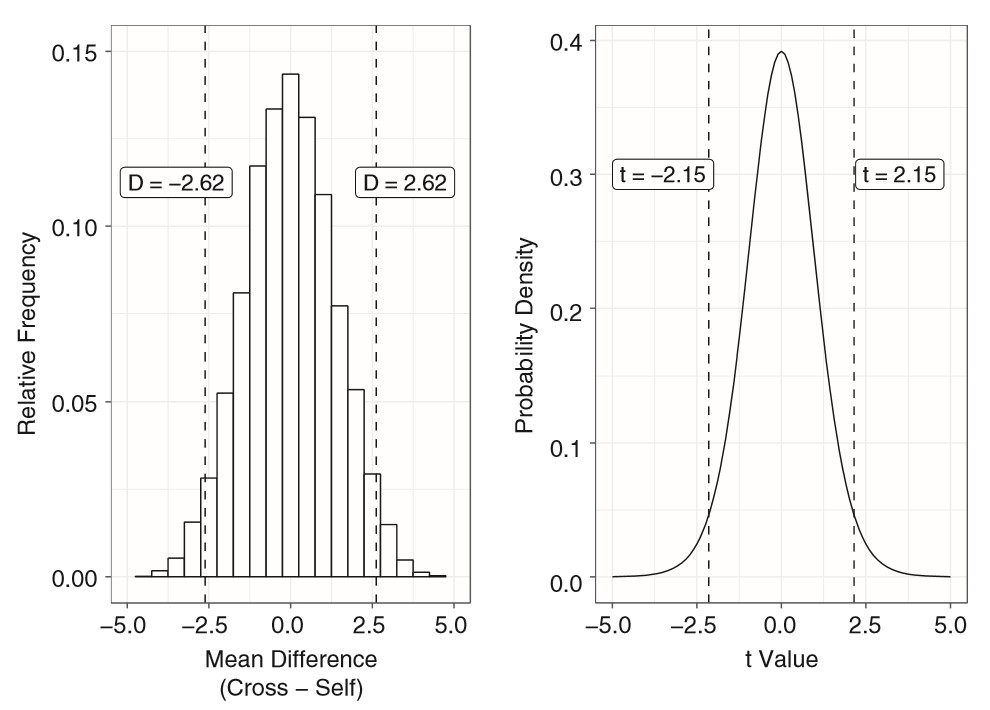 0.15
0.10
0.05
0.00
D = −2.62
D = 2.62
−5.0 −2.5 0.0 2.5 5.0
Relative Frequency
Mean Difference
(Cross − Self)
0.4
0.3
0.2
0.1
0.0
t = −2.15
t = 2.15
−5.0 −2.5 0.0 2.5 5.0
Probability Density
t Value